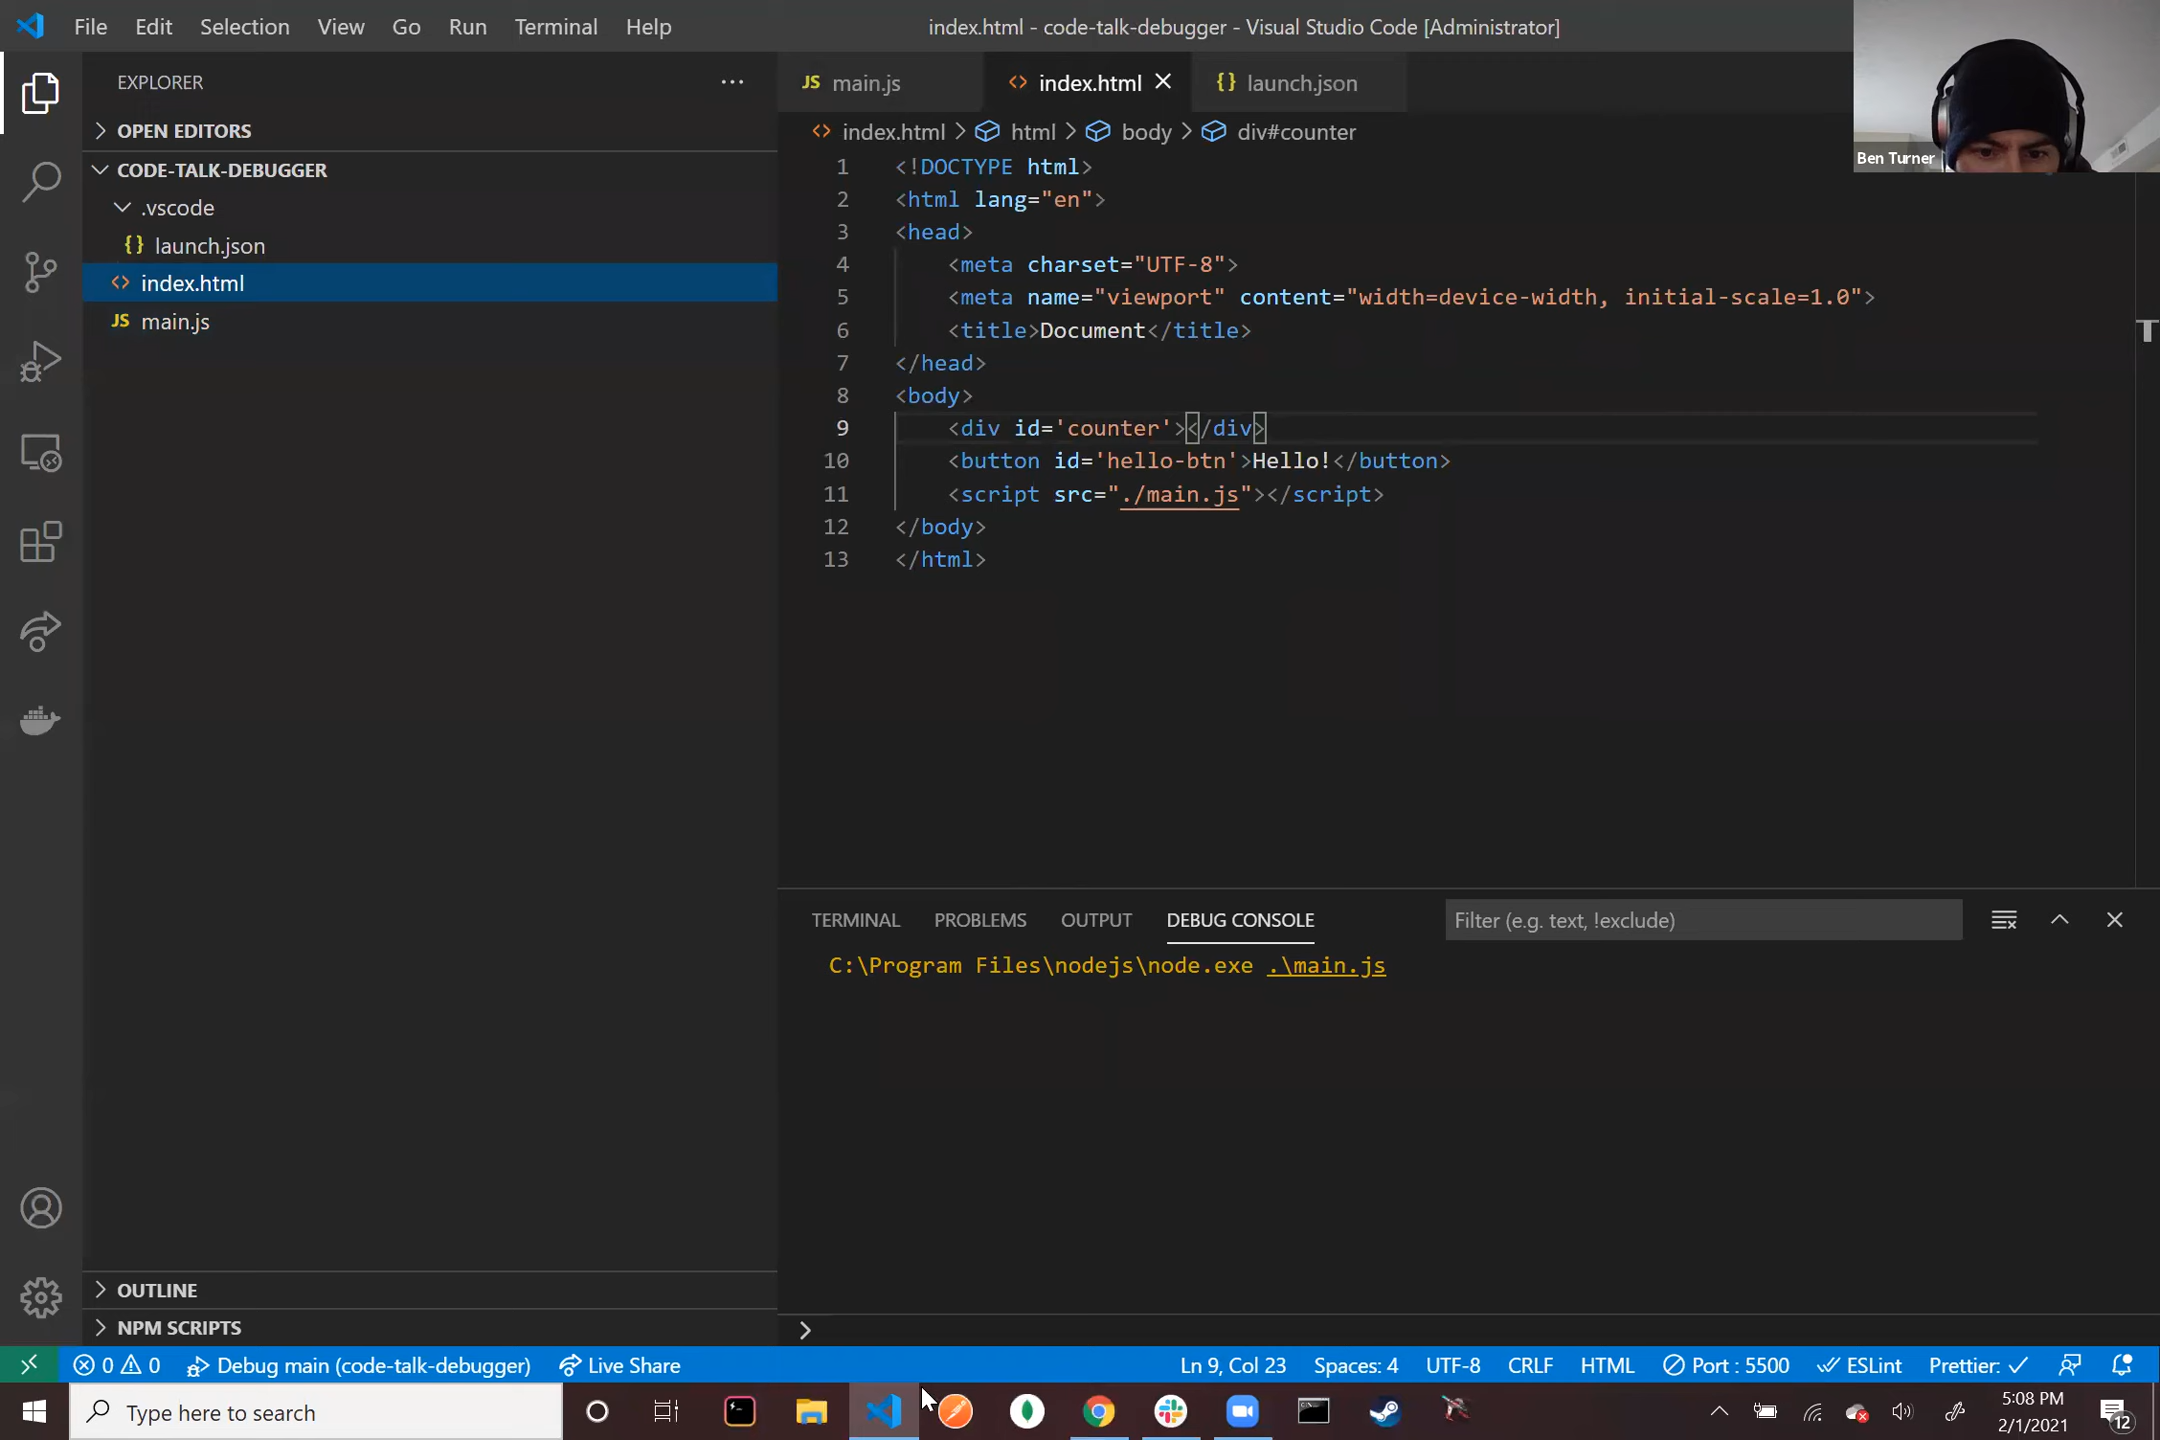 File Edit Selection View Go Run Terminal Help
index.html - code-talk-debugger - Visual Studio Code [Administrator]
Ben Turner
EXPLORER
OPEN EDITORS
CODE-TALK-DEBUGGER
.vscode
{} launch.json
<> index.html
JS main.js
OUTLINE
NPM SCRIPTS
JS main.js <> index.html {} launch.json
<> index.html > html > body > div#counter
1 <!DOCTYPE html>
2 <html lang="en">
3 <head>
4 <meta charset="UTF-8">
5 <meta name="viewport" content="width=device-width, initial-scale=1.0">
6 <title>Document</title>
7 </head>
8 <body>
9 <div id='counter'></div>
10 <button id='hello-btn'>Hello!</button>
11 <script src="./main.js"></script>
12 </body>
13 </html>
TERMINAL PROBLEMS OUTPUT DEBUG CONSOLE Filter (e.g. text, !exclude)
C:\Program Files\nodejs\node.exe .\main.js
0 0 Debug main (code-talk-debugger) Live Share Ln 9, Col 23 Spaces: 4 UTF-8 CRLF HTML Port : 5500 ESLint Prettier: ✓
Type here to search
5:08 PM
2/1/2021
12